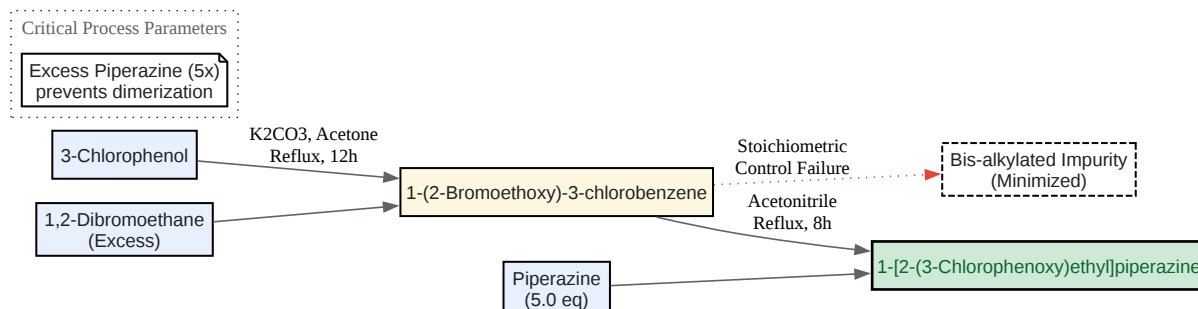 Critical Process Parameters
Excess Piperazine (5x)
prevents dimerization
3-Chlorophenol
K2CO3, Acetone
Reflux, 12h
1,2-Dibromoethane
(Excess)
1-(2-Bromoethoxy)-3-chlorobenzene
Stoichiometric
Control Failure
Bis-alkylated Impurity
(Minimized)
Acetonitrile
Reflux, 8h
Piperazine
(5.0 eq)
1-[2-(3-Chlorophenoxy)ethyl]piperazine